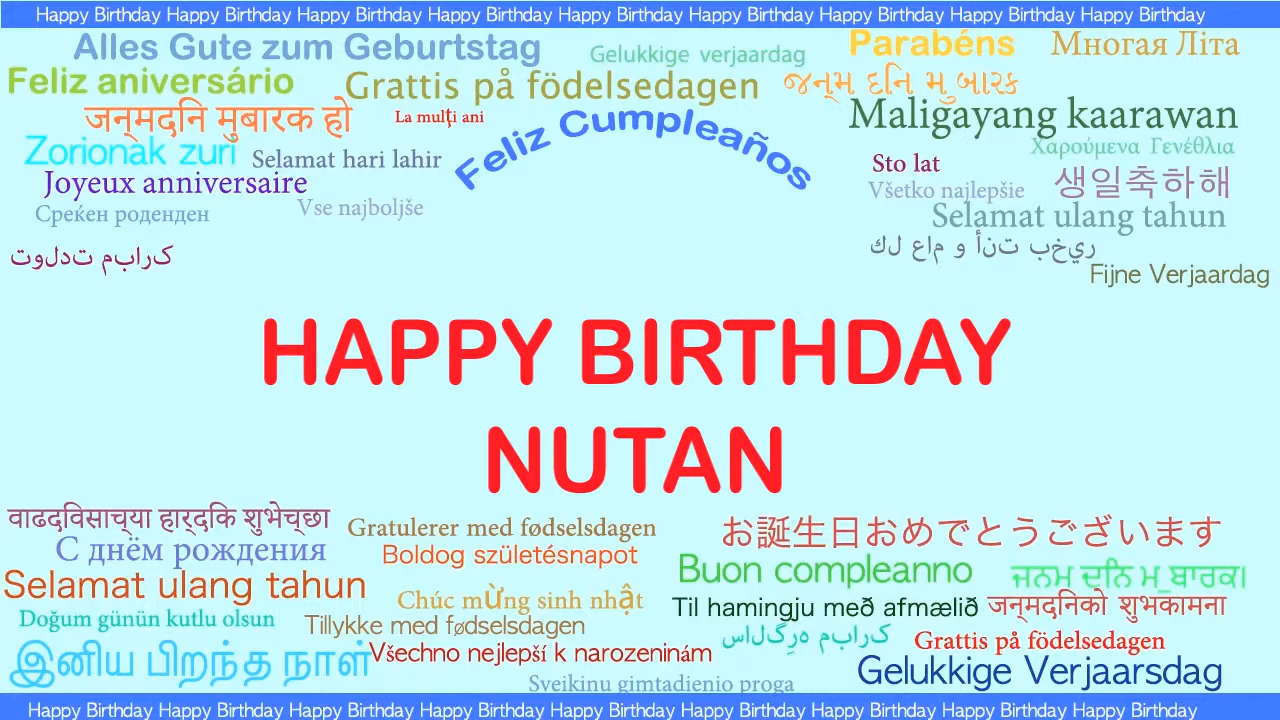 Happy Birthday Happy Birthday Happy Birthday Happy Birthday Happy Birthday Happy Birthday Happy Birthday Happy Birthday Happy Birthday
Alles Gute zum Geburtstag
Gelukkige verjaardag
Parabéns
Многая Літа
Feliz aniversário
Grattis på födelsedagen
જન્મ દિન મુબારક
जन्मदिन मुबारक हो
La mulţi ani
Feliz Cumpleaños
Maligayang kaarawan
Zorionak zuri
Selamat hari lahir
Sto lat
Χαρούμενα Γενέθλια
Joyeux anniversaire
Všetko najlepšie
생일축하해
Среќен роденден
Vse najboljše
Selamat ulang tahun
تولدت مبارک
كل عام و أنت بخير
Fijne Verjaardag
HAPPY BIRTHDAY
NUTAN
वाढदिवसाच्या हार्दिक शुभेच्छा
Gratulerer med fødselsdagen
お誕生日おめでとうございます
С днём рождения
Boldog születésnapot
Buon compleanno
ਜਨਮ ਦਿਨ ਮੁਬਾਰਕ।
Selamat ulang tahun
Chúc mừng sinh nhật
Til hamingju með afmælið
जन्मदिनको शुभकामना
Doğum günün kutlu olsun
Tillykke med fødselsdagen
سالگرہ مبارک
Grattis på födelsedagen
இனிய பிறந்த நாள்
Všechno nejlepší k narozeninám
Gelukkige Verjaarsdag
Sveikinu gimtadienio proga
Happy Birthday Happy Birthday Happy Birthday Happy Birthday Happy Birthday Happy Birthday Happy Birthday Happy Birthday Happy Birthday